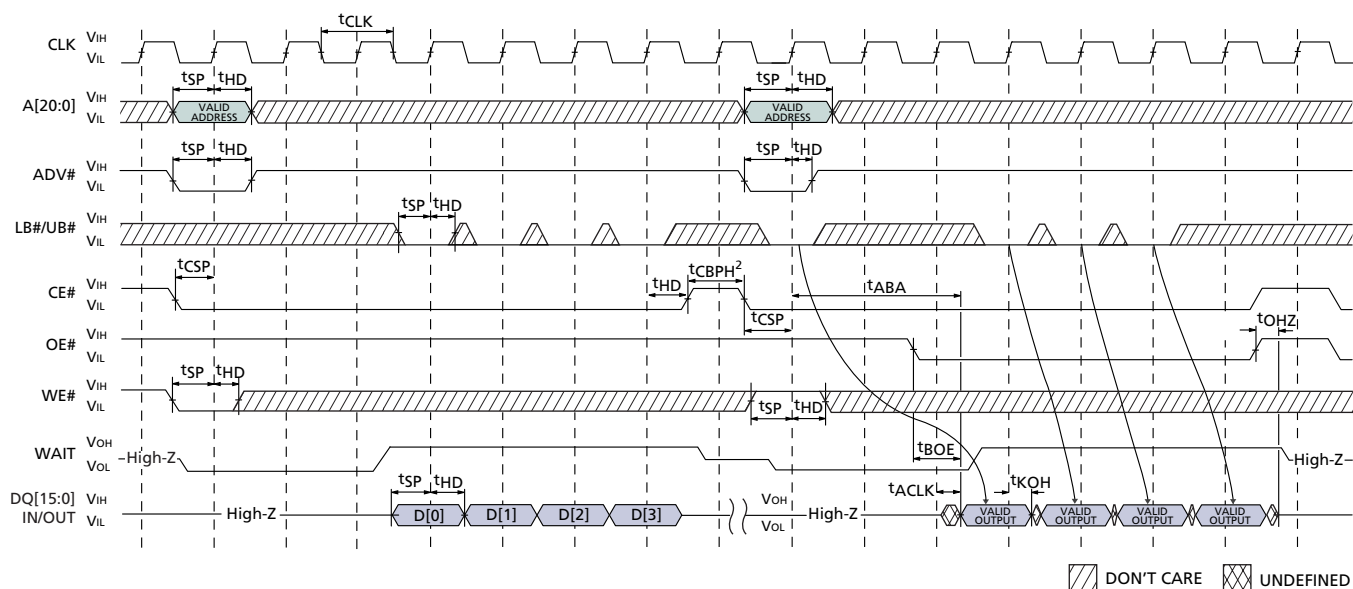 tCLK
CLK VIH
VIL
tSP tHD tSP tHD
A[20:0] VIH
VIL
VALID ADDRESS VALID ADDRESS
tSP tHD tSP tHD
ADV# VIH
VIL
tSP tHD
LB#/UB# VIH
VIL
tCSP tHD tCBPH2 tABA
CE# VIH
VIL
tCSP tOHZ
OE# VIH
VIL
tSP tHD
WE# VIH
VIL
tSP tHD
WAIT VOH
VOL
High-Z tBOE High-Z
tSP tHD tACLK tKOH
DQ[15:0] IN/OUT VIH
VIL
High-Z D[0] D[1] D[2] D[3] VOH
VOL
High-Z VALID OUTPUT VALID OUTPUT VALID OUTPUT VALID OUTPUT
DON'T CARE UNDEFINED